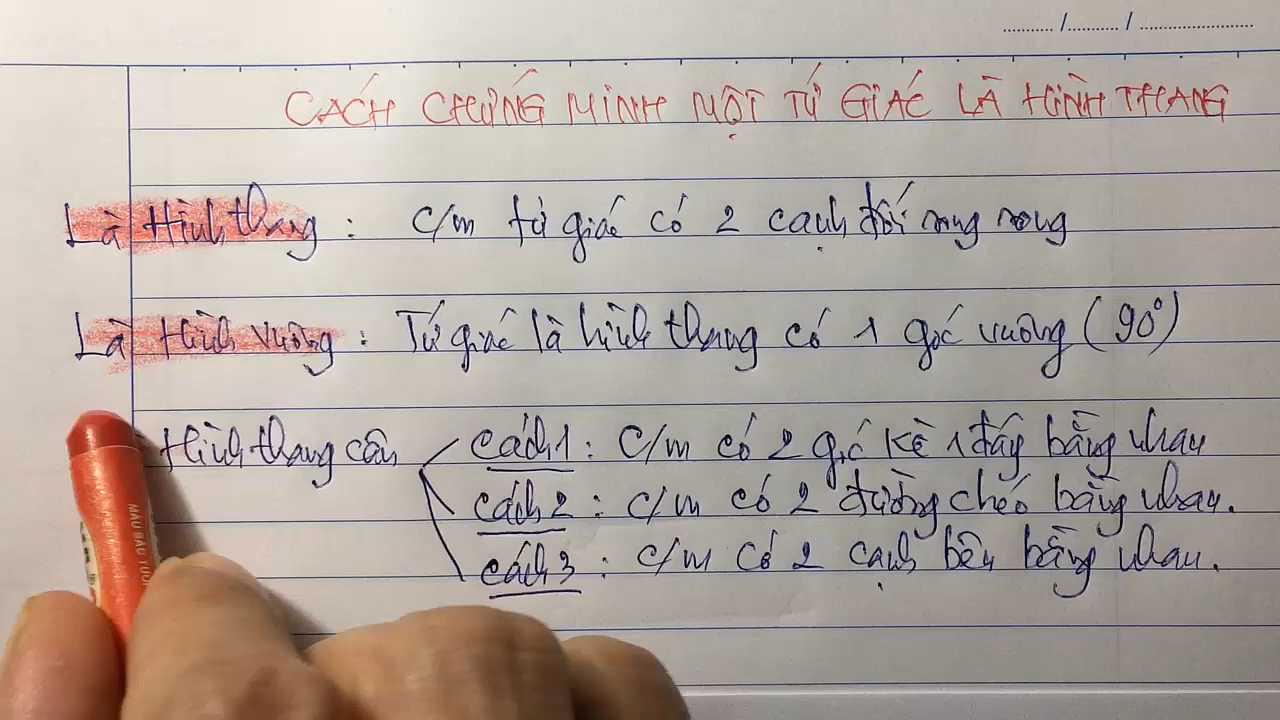 CÁCH CHỨNG MINH MỘT TỨ GIÁC LÀ HÌNH THANG
Là Hình thang : c/m tứ giác có 2 cạnh đối song song
Là Hình vuông : Tứ giác là hình thang có 1 góc vuông (90°)
Hình thang cân
cách 1 : c/m có 2 góc kề 1 đáy bằng nhau
cách 2 : c/m có 2 đường chéo bằng nhau.
cách 3 : c/m có 2 cạnh bên bằng nhau.